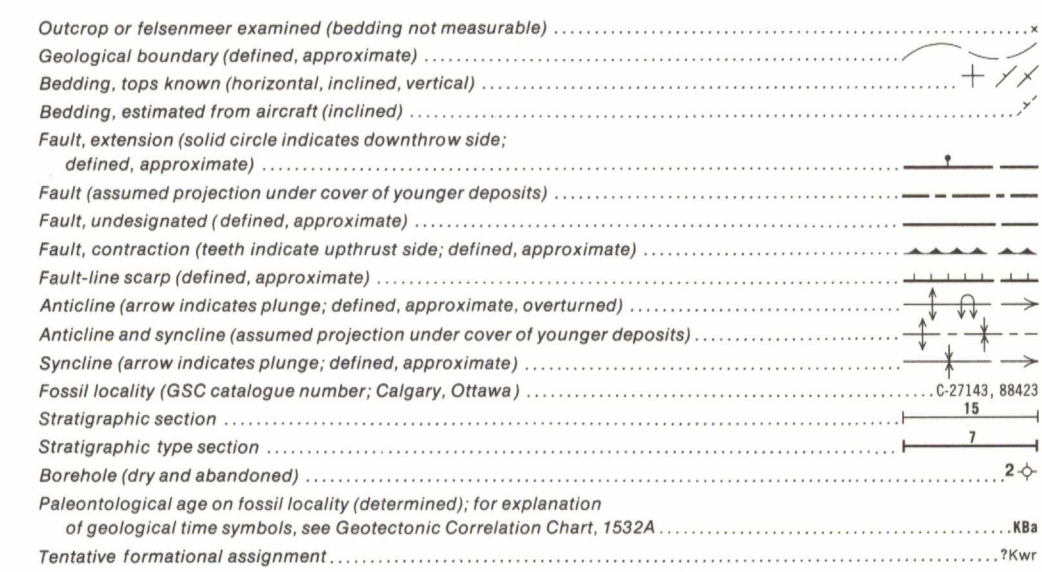 Outcrop or felsenmeer examined (bedding not measurable) ... x
Geological boundary (defined, approximate) ...
Bedding, tops known (horizontal, inclined, vertical) ...
Bedding, estimated from aircraft (inclined) ...
Fault, extension (solid circle indicates downthrow side;
defined, approximate) ...
Fault (assumed projection under cover of younger deposits) ...
Fault, undesignated (defined, approximate) ...
Fault, contraction (teeth indicate upthrust side; defined, approximate) ...
Fault-line scarp (defined, approximate) ...
Anticline (arrow indicates plunge; defined, approximate, overturned) ...
Anticline and syncline (assumed projection under cover of younger deposits) ...
Syncline (arrow indicates plunge; defined, approximate) ...
Fossil locality (GSC catalogue number; Calgary, Ottawa) ... C-27143, 88423
Stratigraphic section ... 15
Stratigraphic type section ... 7
Borehole (dry and abandoned) ... 2
Paleontological age on fossil locality (determined); for explanation
of geological time symbols, see Geotectonic Correlation Chart, 1532A ... KBa
Tentative formational assignment ... ?Kwr